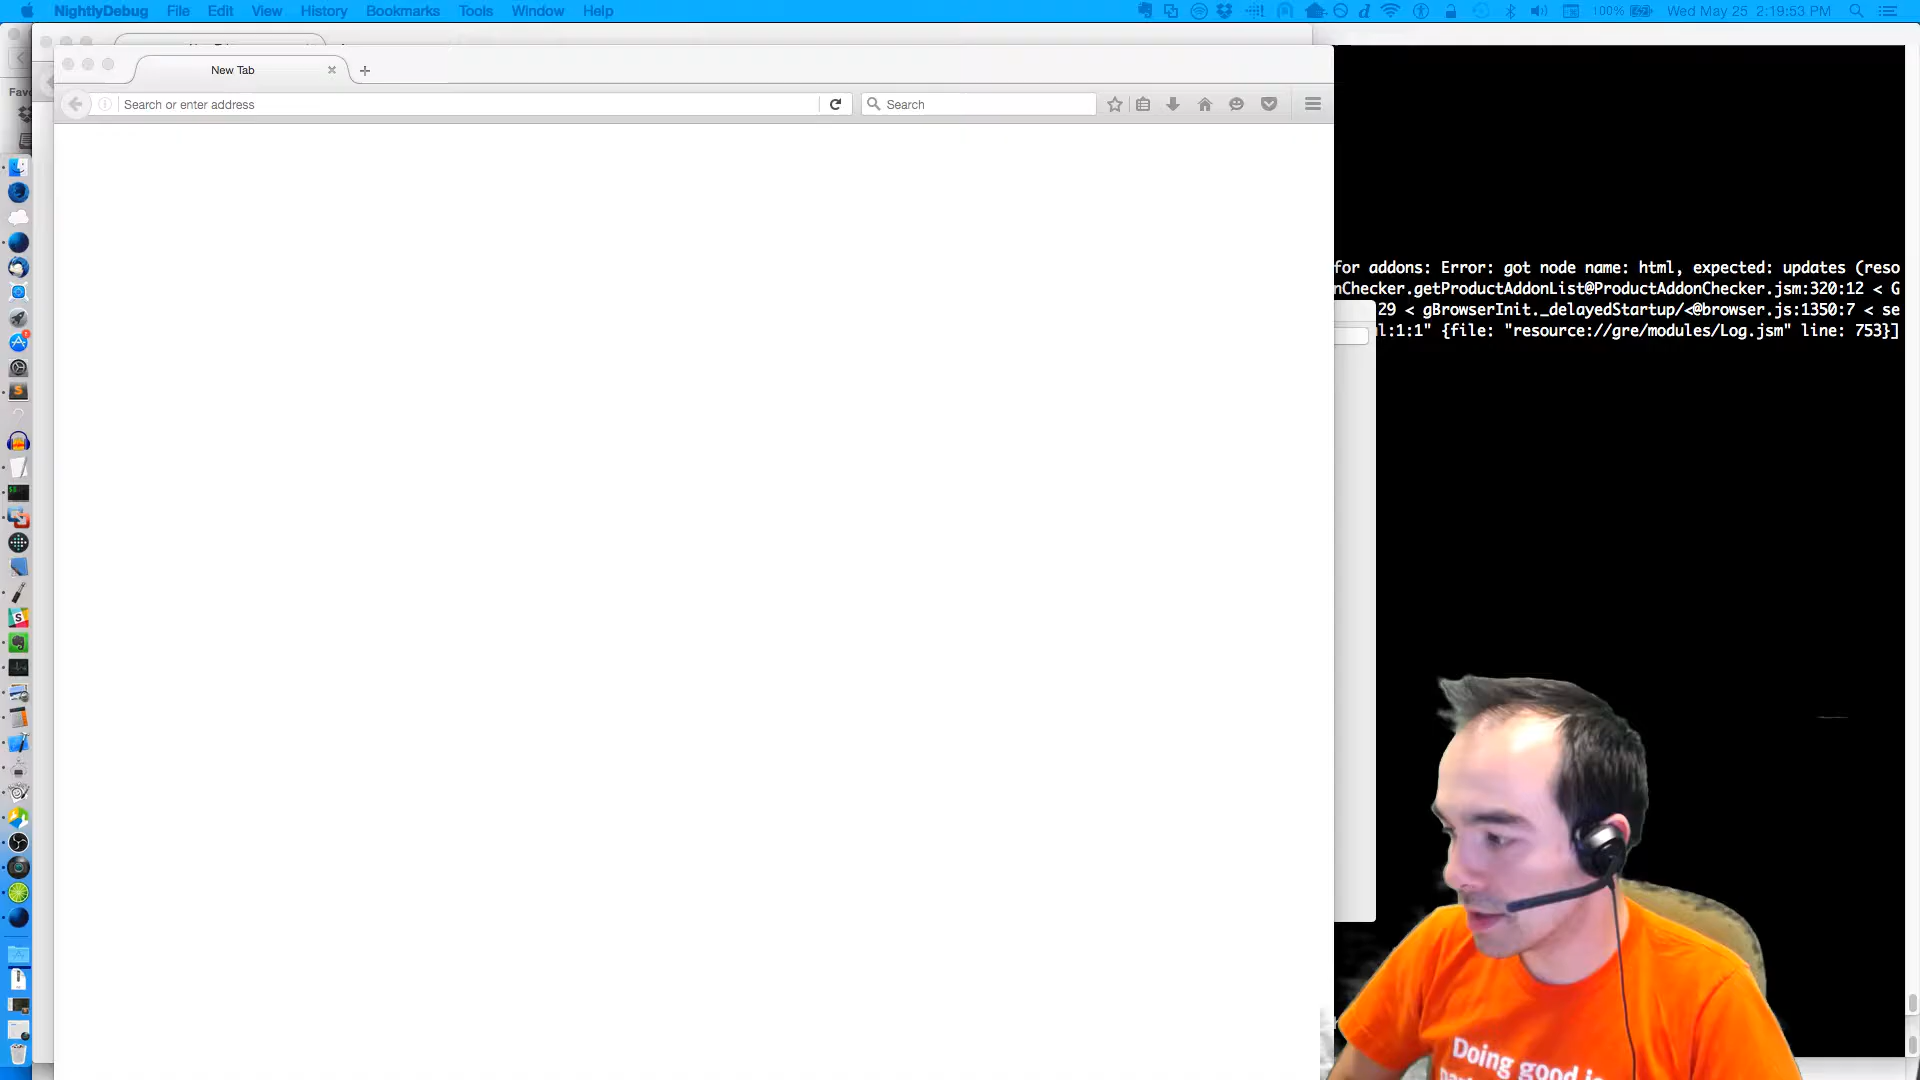 NightlyDebug File Edit View History Bookmarks Tools Window Help
100% Wed May 25 2:19:53 PM
New Tab
Search or enter address
Search
Favo
for addons: Error: got node name: html, expected: updates (reso
nChecker.getProductAddonList@ProductAddonChecker.jsm:320:12 < G
29 < gBrowserInit._delayedStartup/<@browser.js:1350:7 < se
l:1:1" {file: "resource://gre/modules/Log.jsm" line: 753}]
Doing good is